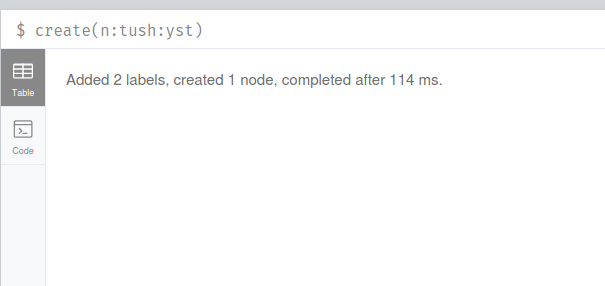 $ create(n:tush:yst)
Table
Added 2 labels, created 1 node, completed after 114 ms.
Code